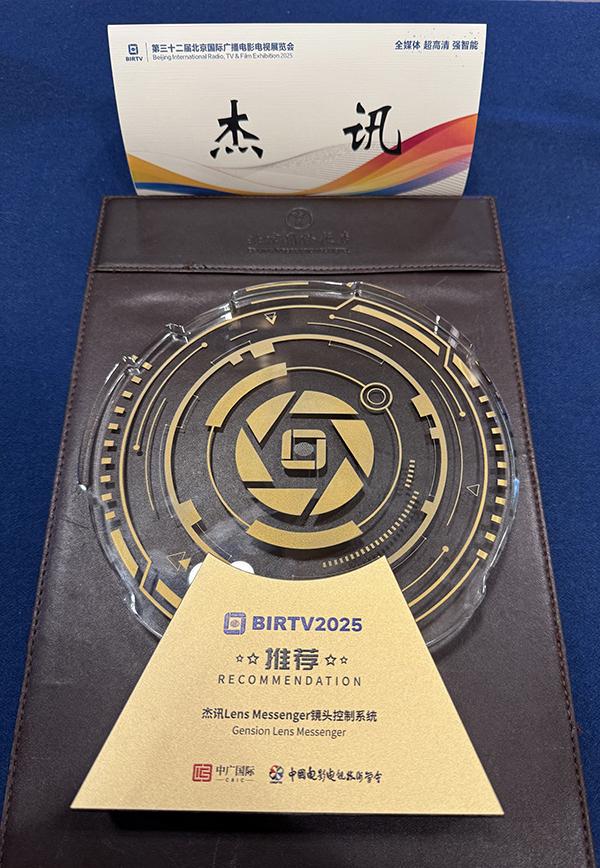 BIRTV
第三十二届北京国际广播电影电视展览会
Beijing International Radio, TV & Film Exhibition 2025
全媒体 超高清 强智能
杰 讯
BIRTV2025
推荐
RECOMMENDATION
杰讯Lens Messenger镜头控制系统
Gension Lens Messenger
中广国际
CRIC
中国电影电视技术学会